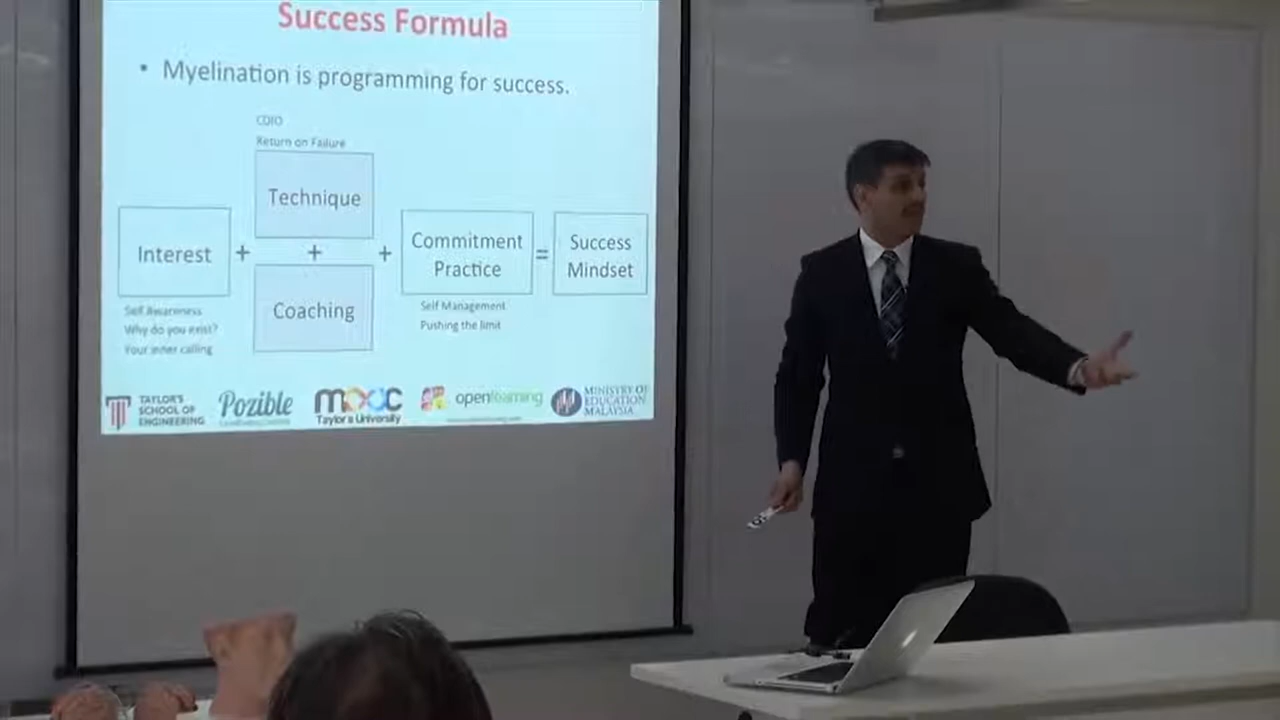 Success Formula
• Myelination is programming for success.
CDIO
Return on Failure
Technique
Interest
+
+
+
Commitment
Practice
=
Success
Mindset
Coaching
Self Awareness
Why do you exist?
Your inner calling
Self Management
Pushing the limit
TAYLOR'S
SCHOOL OF
ENGINEERING
Pozible
mooc
Taylor's University
openlearning
MINISTRY OF
EDUCATION
MALAYSIA